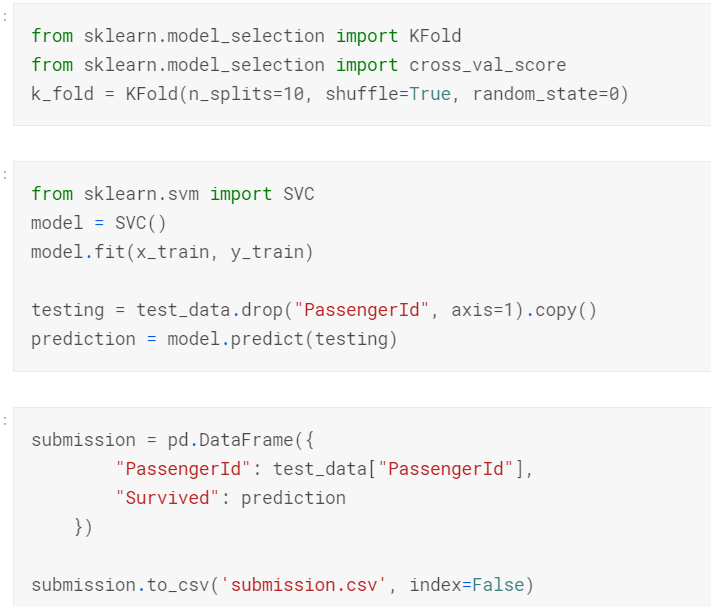 from sklearn.model_selection import KFold
from sklearn.model_selection import cross_val_score
k_fold = KFold(n_splits=10, shuffle=True, random_state=0)
from sklearn.svm import SVC
model = SVC()
model.fit(x_train, y_train)
testing = test_data.drop("PassengerId", axis=1).copy()
prediction = model.predict(testing)
submission = pd.DataFrame({
        "PassengerId": test_data["PassengerId"],
        "Survived": prediction
    })
submission.to_csv('submission.csv', index=False)